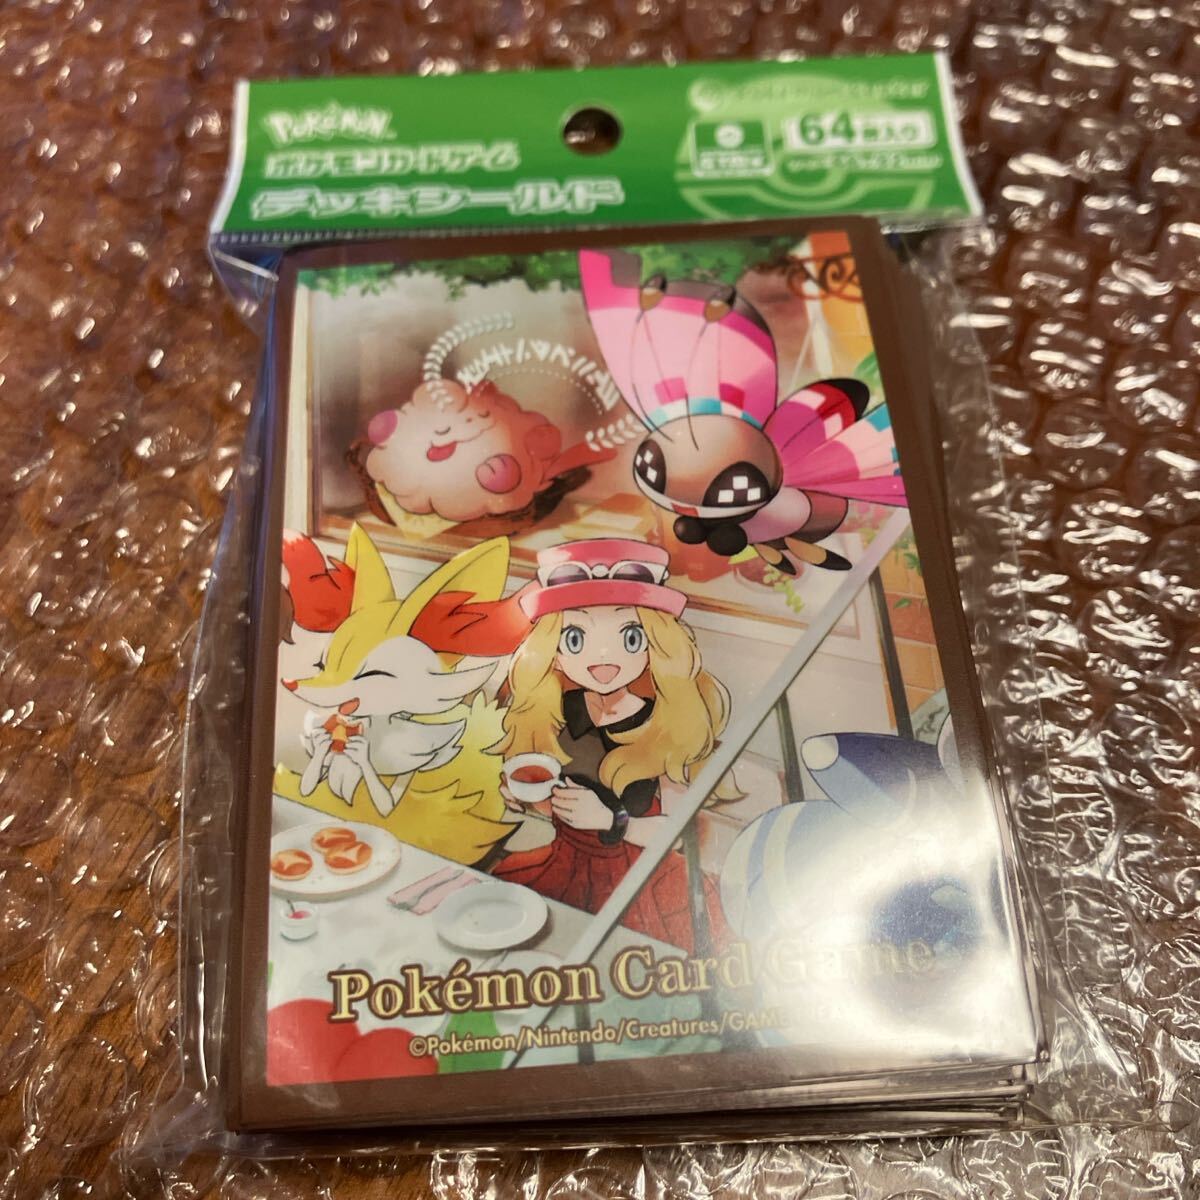 Pokémon
ポケモンカードゲーム
デッキシールド
64枚入り
Pokémon Card Game
©Pokémon/Nintendo/Creatures/GAME